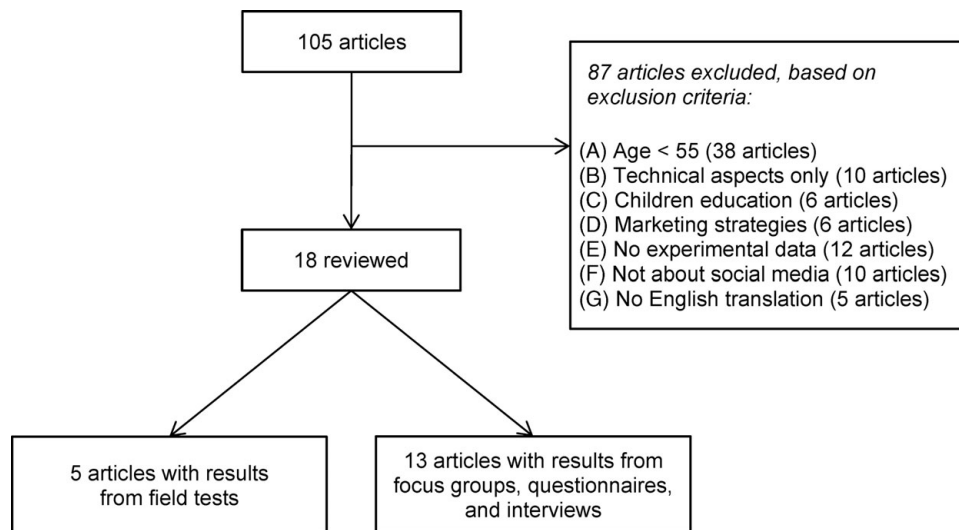 105 articles
87 articles excluded, based on
exclusion criteria:
(A) Age < 55 (38 articles)
(B) Technical aspects only (10 articles)
(C) Children education (6 articles)
(D) Marketing strategies (6 articles)
(E) No experimental data (12 articles)
(F) Not about social media (10 articles)
(G) No English translation (5 articles)
18 reviewed
5 articles with results
from field tests
13 articles with results from
focus groups, questionnaires,
and interviews